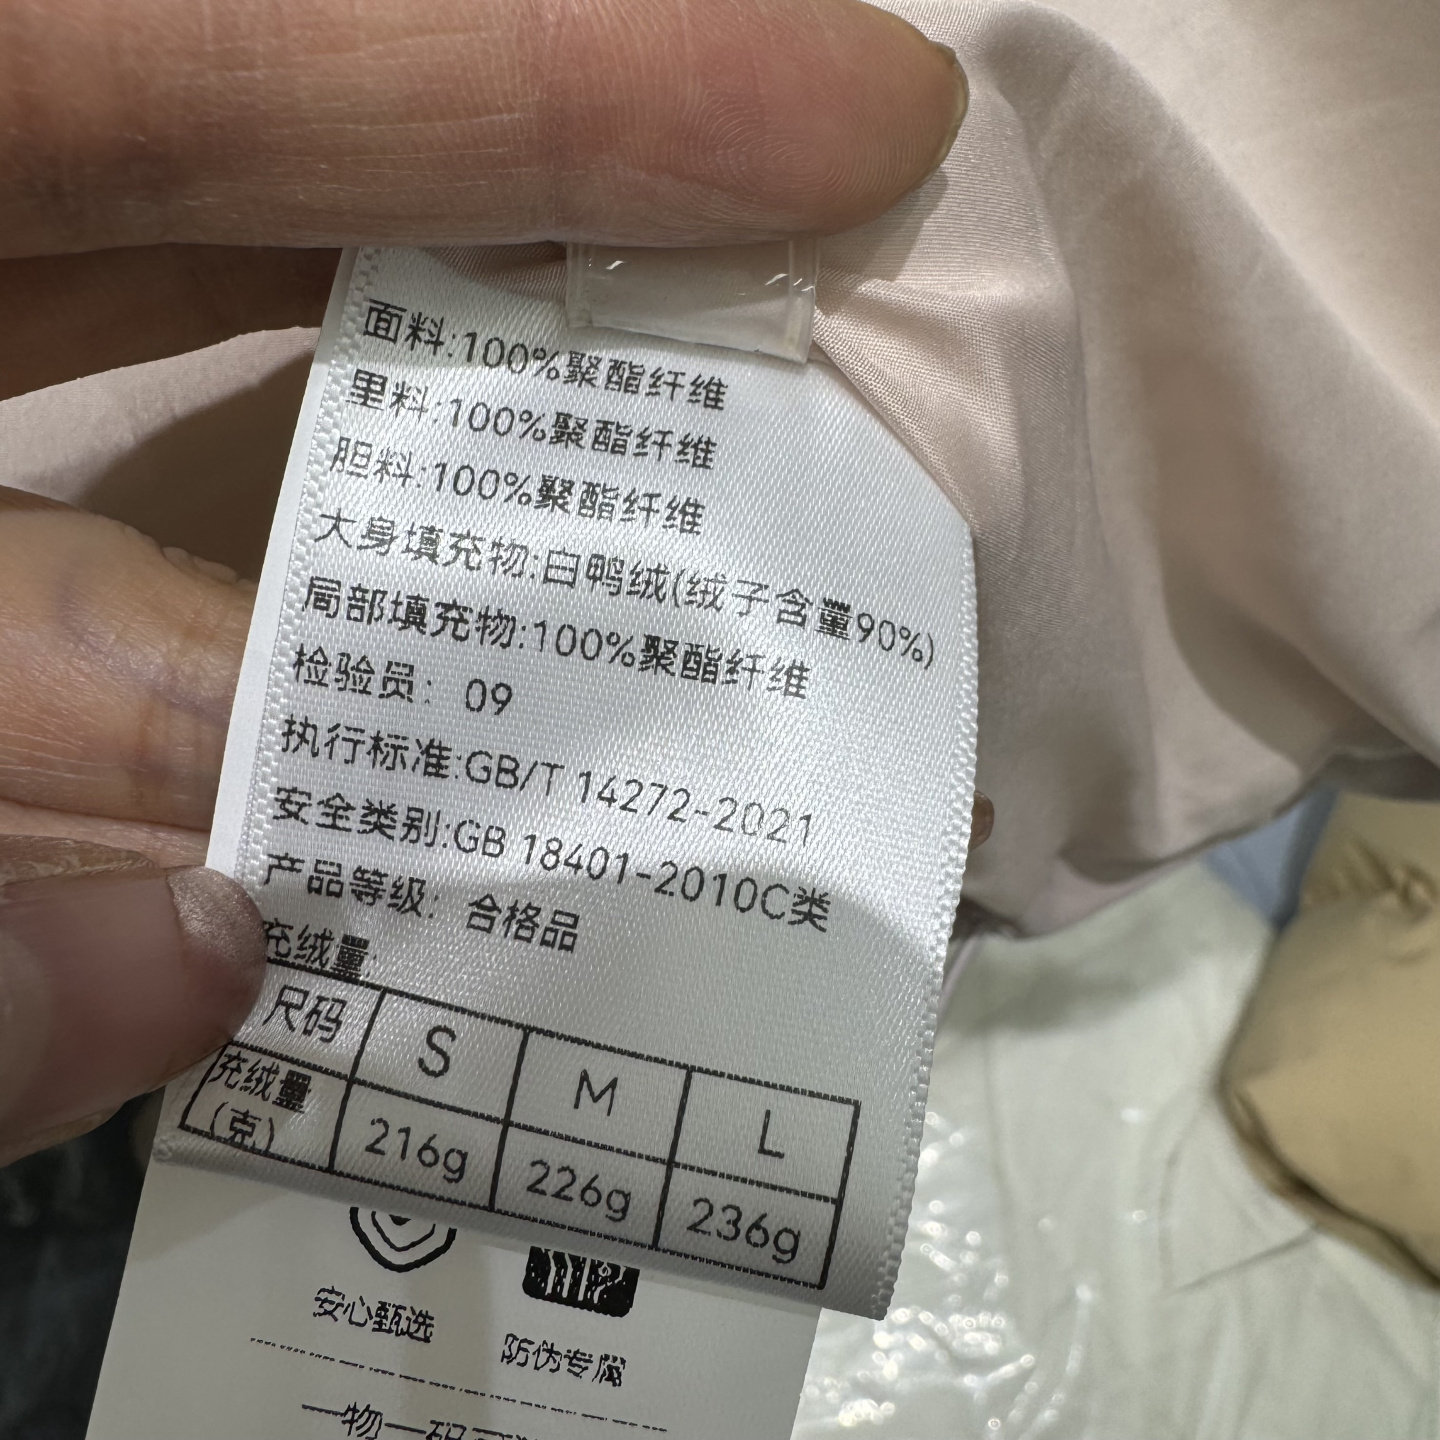 面料:100%聚酯纤维
里料:100%聚酯纤维
胆料:100%聚酯纤维
大身填充物:白鸭绒(绒子含量90%)
局部填充物:100%聚酯纤维
检验员: 09
执行标准:GB/T 14272-2021
安全类别:GB 18401-2010C类
产品等级: 合格品
充绒量
尺码 S M L
充绒量(克) 216g 226g 236g
安心甄选 防伪专属
一物一码